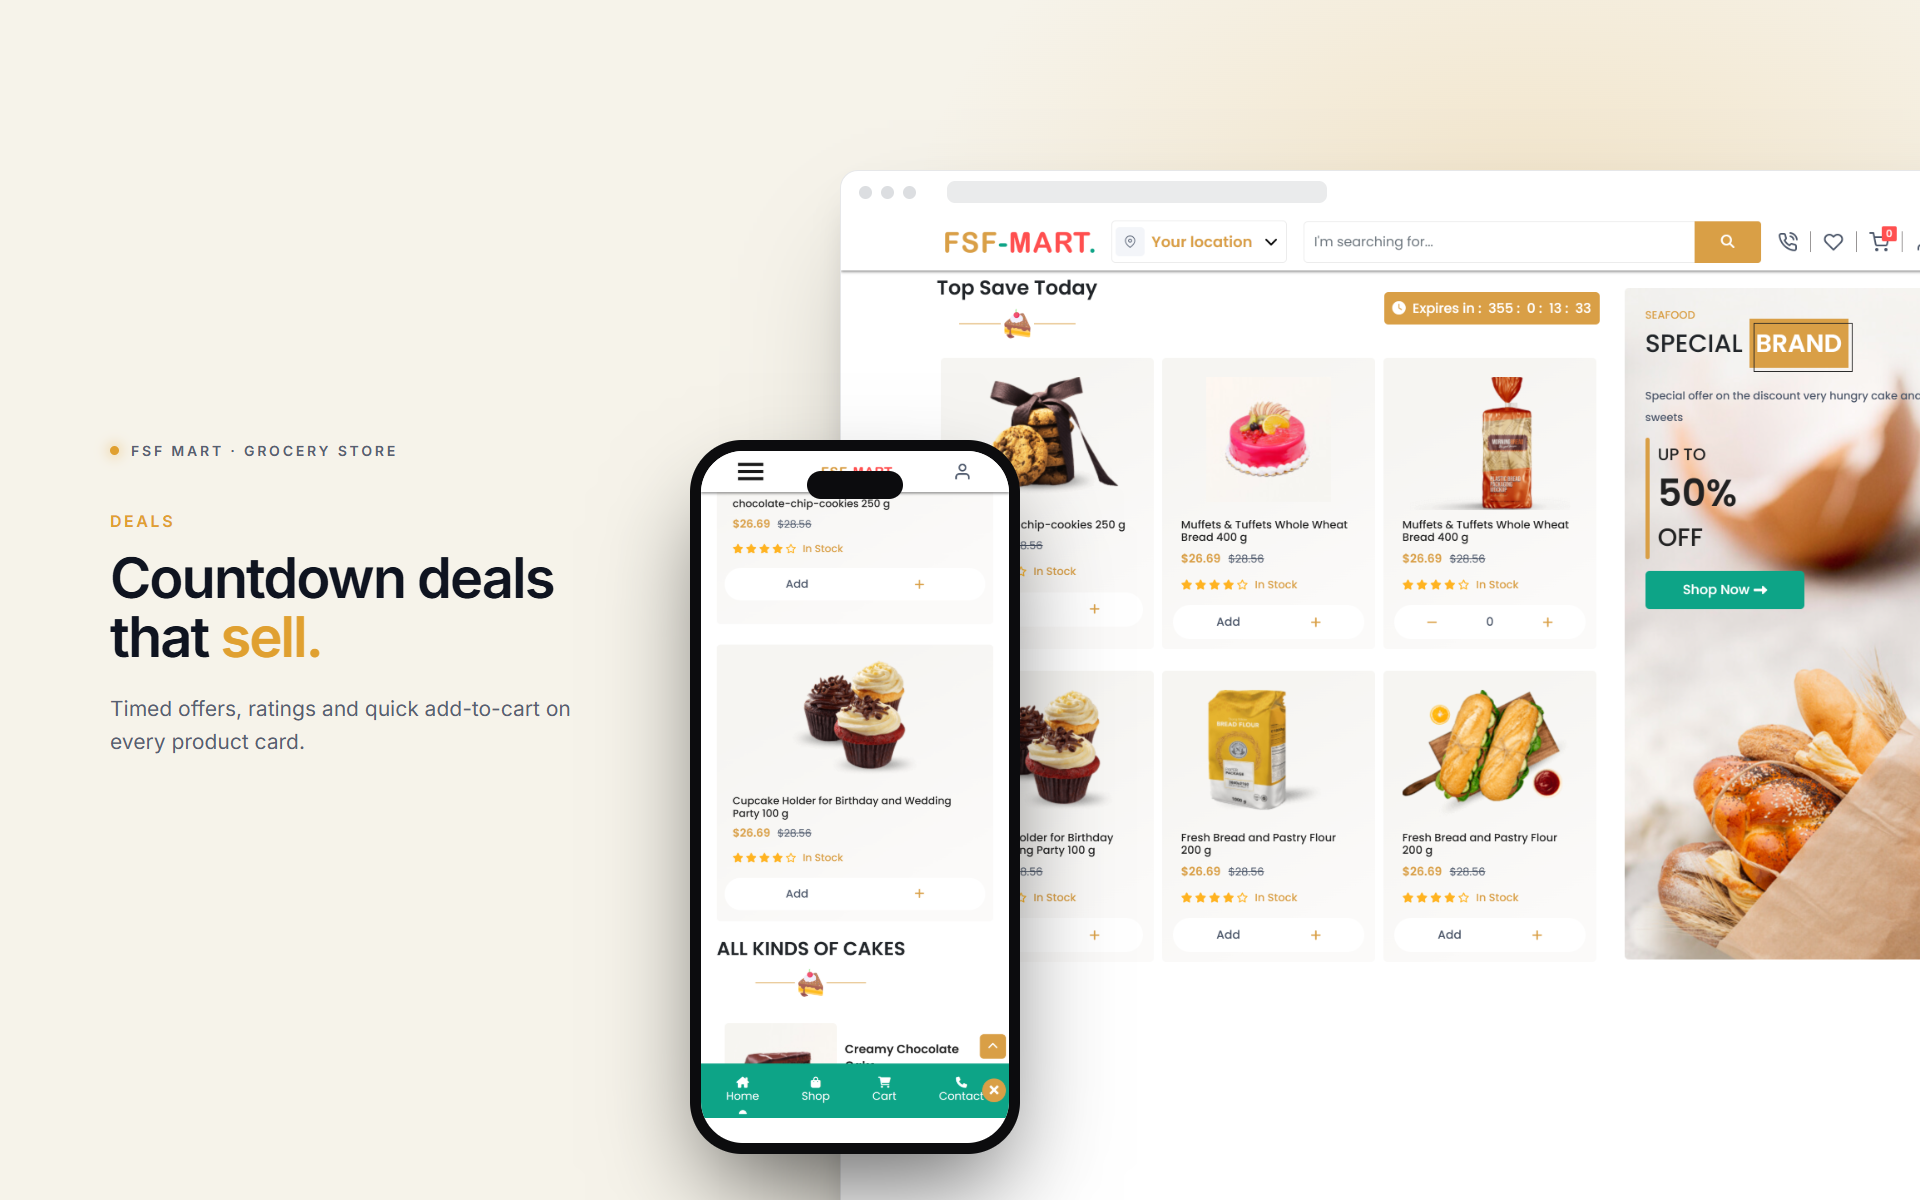 FSF MART · GROCERY STORE
DEALS
Countdown deals
that sell.
Timed offers, ratings and quick add-to-cart on
every product card.
FSF-MART.
Your location
I'm searching for...
0
Top Save Today
Expires in : 355 : 0 : 13 : 33
chip-cookies 250 g
8.56
In Stock
+
Muffets & Tuffets Whole Wheat
Bread 400 g
$26.69 $28.56
In Stock
Add +
Muffets & Tuffets Whole Wheat
Bread 400 g
$26.69 $28.56
In Stock
− 0 +
older for Birthday
ng Party 100 g
8.56
In Stock
+
BREAD FLOUR
Fresh Bread and Pastry Flour
200 g
$26.69 $28.56
In Stock
Add +
Fresh Bread and Pastry Flour
200 g
$26.69 $28.56
In Stock
Add +
SEAFOOD
SPECIAL BRAND
Special offer on the discount very hungry cake and
sweets
UP TO
50%
OFF
Shop Now
chocolate-chip-cookies 250 g
$26.69 $28.56
In Stock
Add +
Cupcake Holder for Birthday and Wedding
Party 100 g
$26.69 $28.56
In Stock
Add +
ALL KINDS OF CAKES
Creamy Chocolate
Home
Shop
Cart
Contact